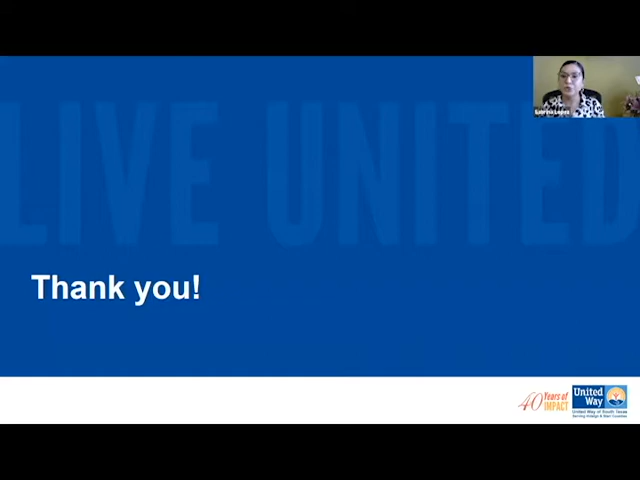 LIVE UNITED
Thank you!
40 Years of
IMPACT
United
Way
United Way of South Texas
Serving Hidalgo & Starr Counties